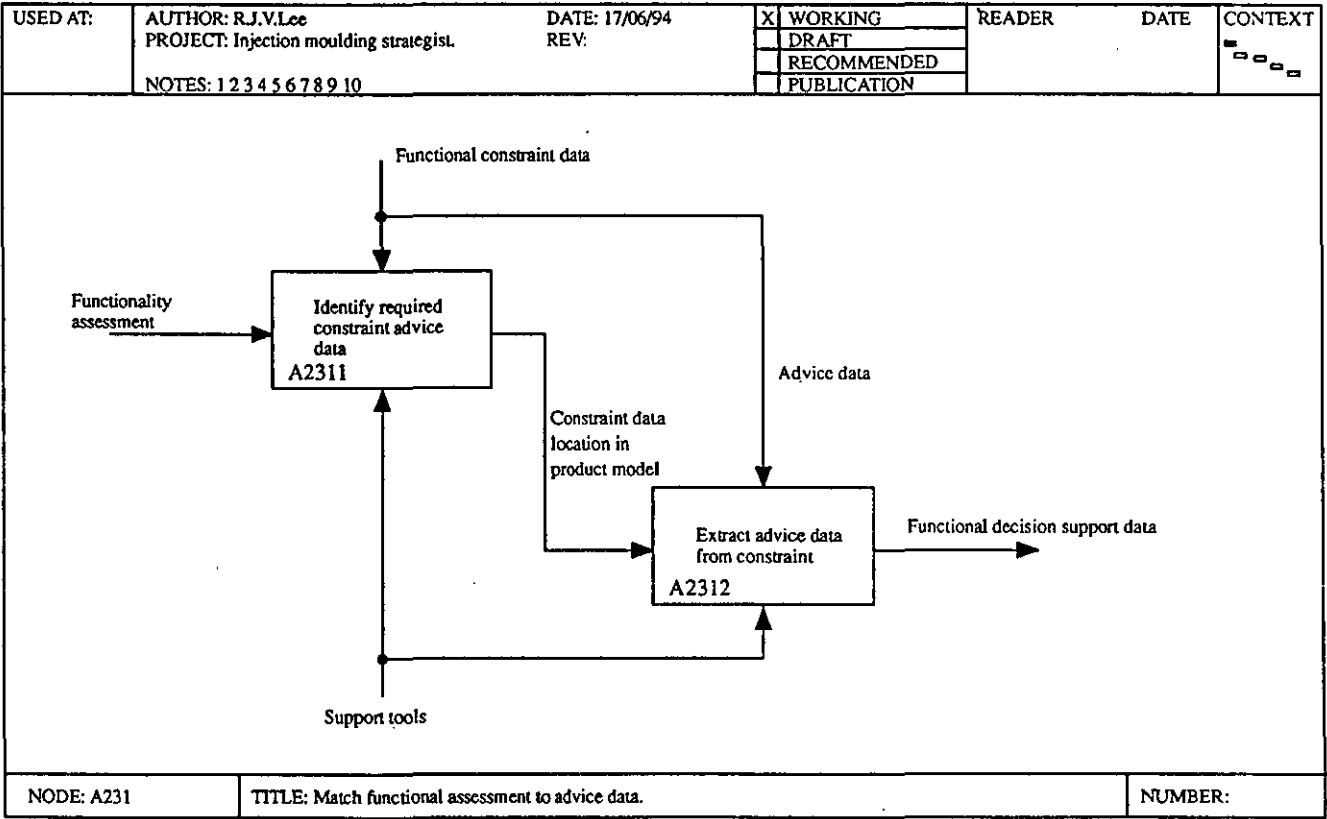 USED AT:
AUTHOR: R.J.V.Lee
DATE: 17/06/94
PROJECT: Injection moulding strategist.
REV:
NOTES: 1 2 3 4 5 6 7 8 9 10
X WORKING
DRAFT
RECOMMENDED
PUBLICATION
READER DATE
CONTEXT
Functional constraint data
Functionality
assessment
Identify required
constraint advice
data
A2311
Advice data
Constraint data
location in
product model
Extract advice data
from constraint
A2312
Functional decision support data
Support tools
NODE: A231
TITLE: Match functional assessment to advice data.
NUMBER: